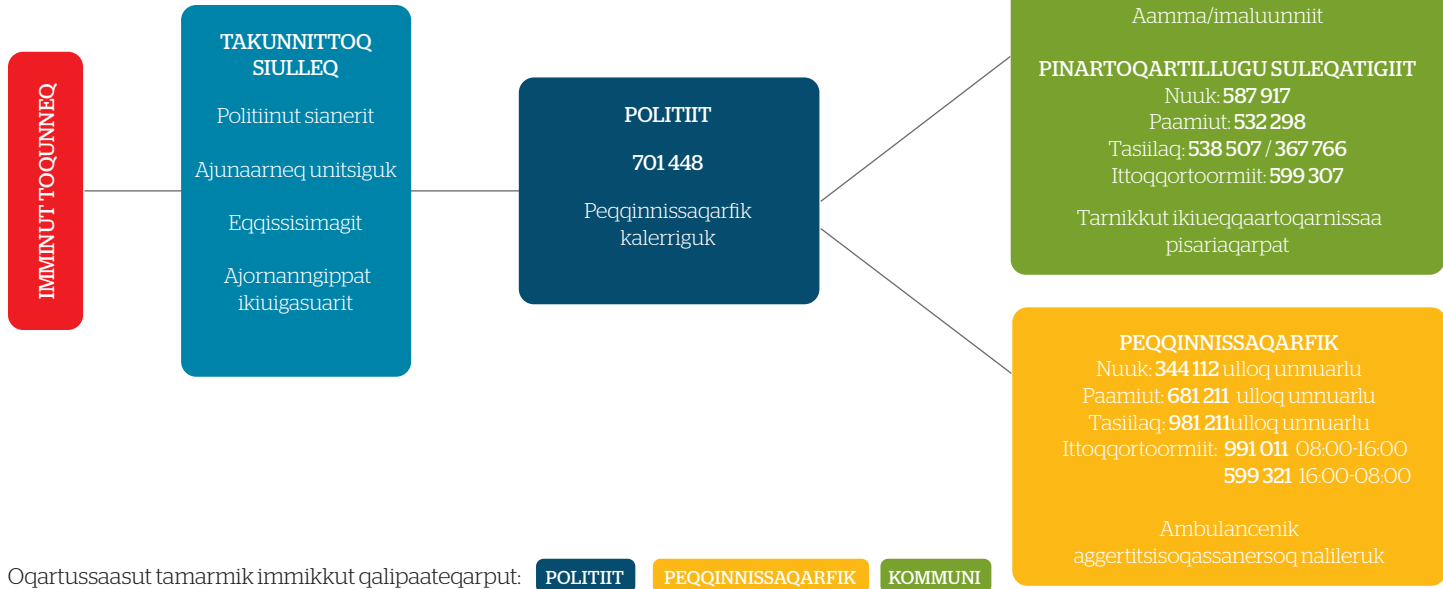 IMMINUT TOQUNNEQ
TAKUNNITTOQ
SIULLEQ
Politiinut sianerit
Ajunaarneq unitsiguk
Eqqissisimagit
Ajornanngippat
ikiuigasuarit
POLITIIT
701 448
Peqqinnissaqarfik
kalerriguk
Aamma/imaluunniit
PINARTOQARTILLUGU SULEQATIGIIT
Nuuk: 587 917
Paamiut: 532 298
Tasiilaq: 538 507 / 367 766
Ittoqqortoormiit: 599 307
Tarnikkut ikiueqqaartoqarnissaa
pisariaqarpat
PEQQINNISSAQARFIK
Nuuk: 344 112 ulloq unnuarlu
Paamiut: 681 211 ulloq unnuarlu
Tasiilaq: 981 211ulloq unnuarlu
Ittoqqortoormiit: 991 011 08:00-16:00
599 321 16:00-08:00
Ambulancenik
aggertitsisoqassanersoq nalileruk
Oqartussaasut tamarmik immikkut qalipaateqarput: POLITIIT PEQQINNISSAQARFIK KOMMUNI